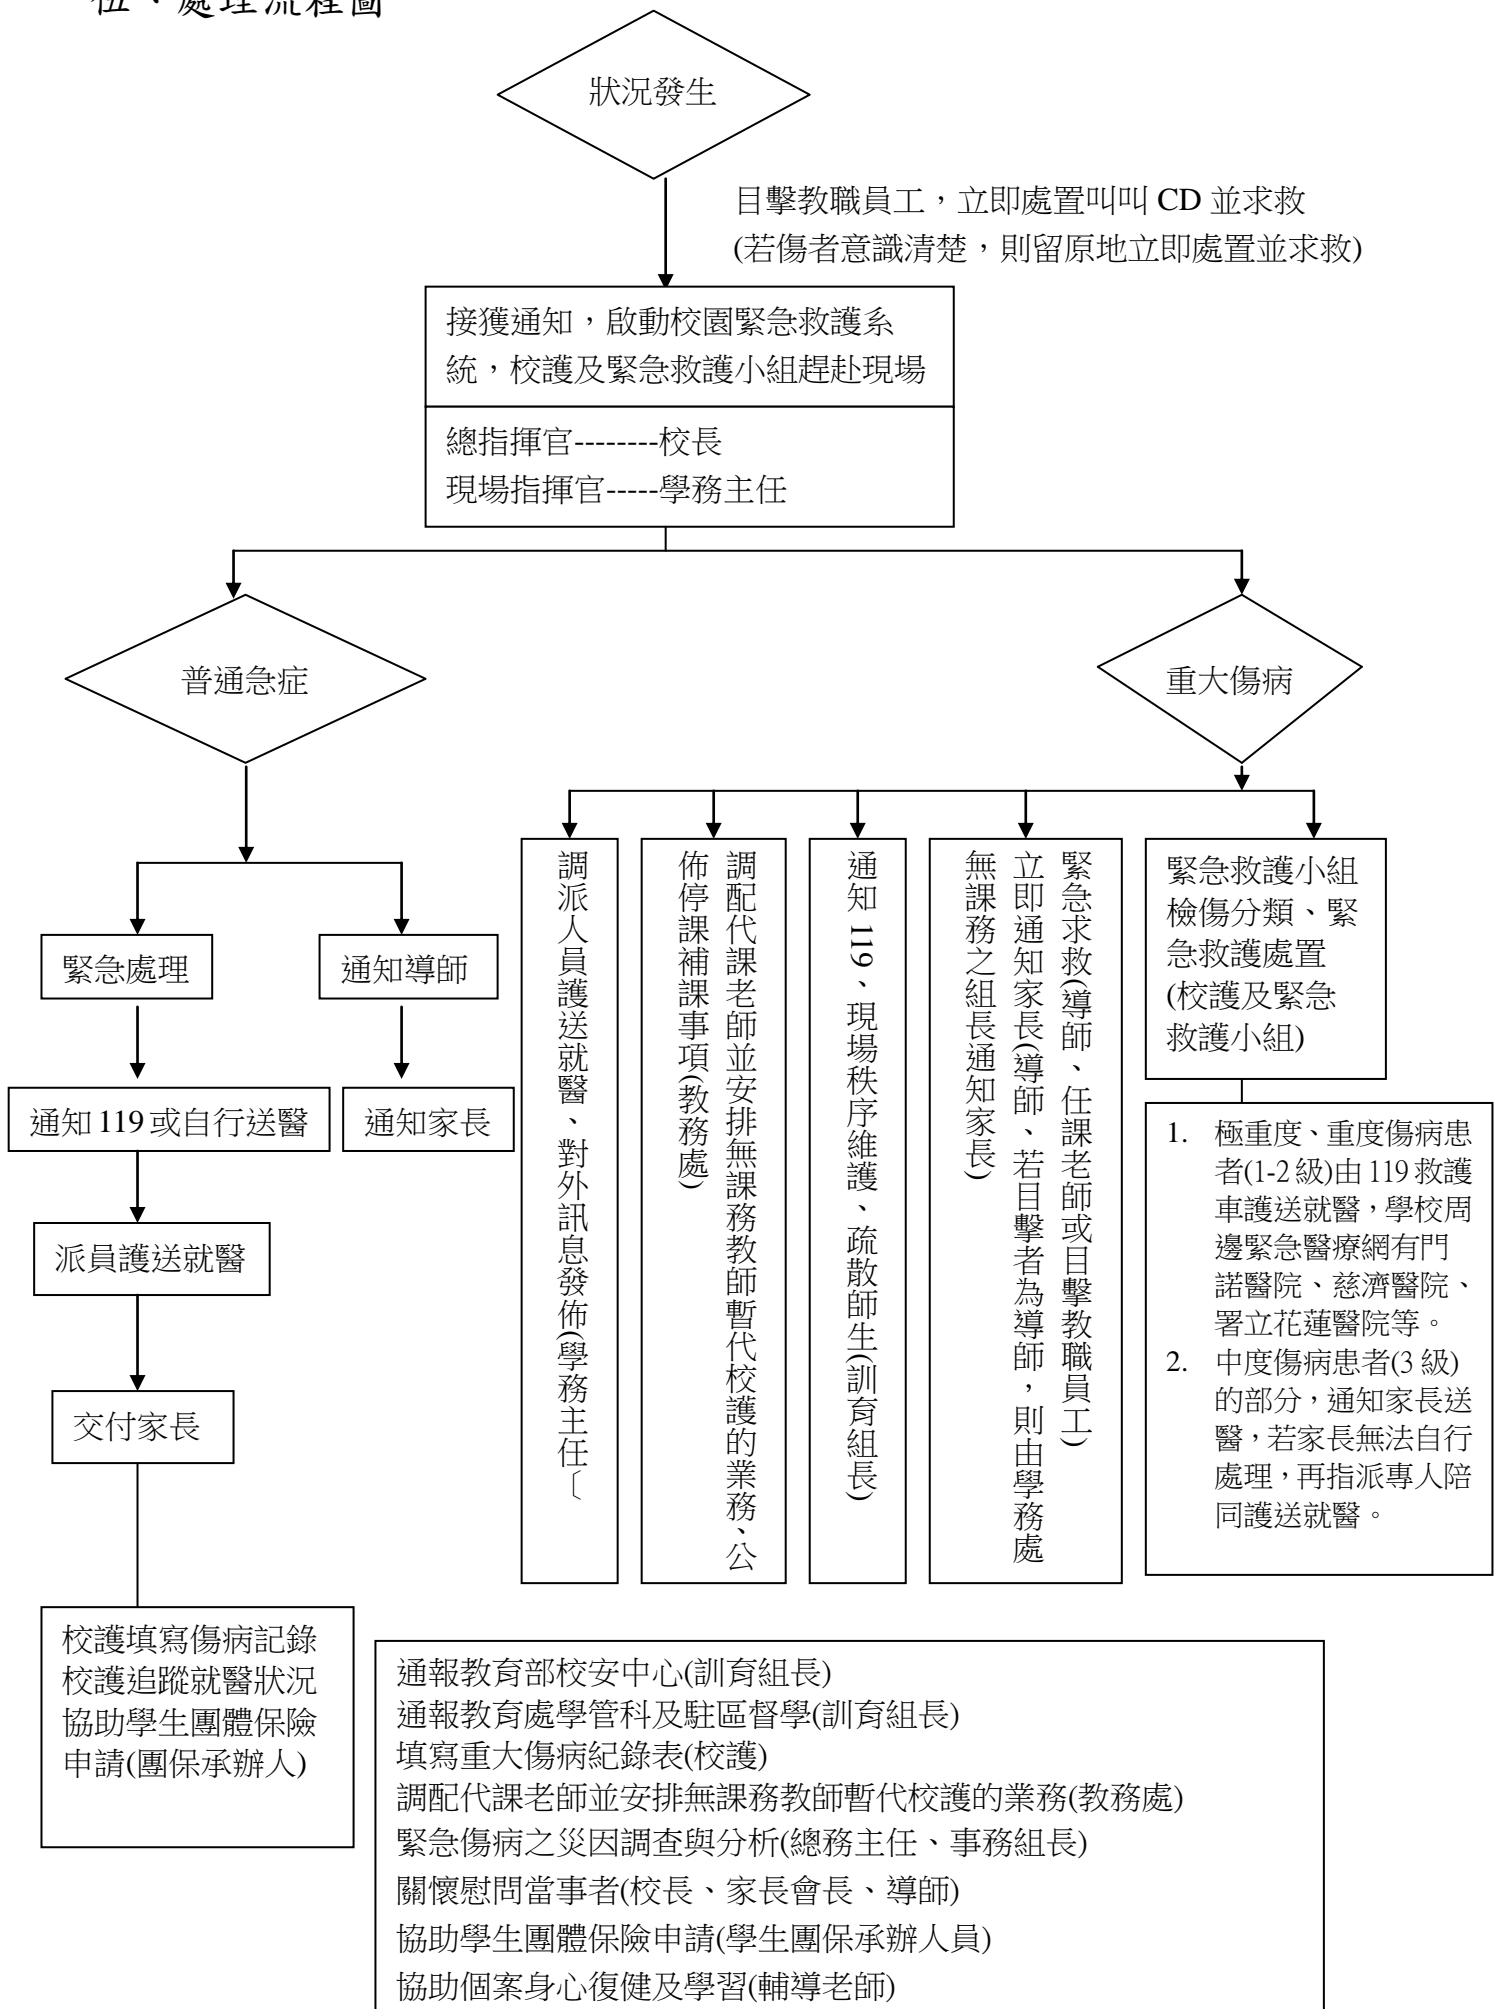 伍、處理流程圖
狀況發生
目擊教職員工，立即處置叫叫 CD 並求救
(若傷者意識清楚，則留原地立即處置並求救)
接獲通知，啟動校園緊急救護系
統，校護及緊急救護小組趕赴現場
總指揮官--------校長
現場指揮官-----學務主任
普通急症
重大傷病
緊急處理
通知導師
通知 119 或自行送醫
通知家長
派員護送就醫
交付家長
校護填寫傷病記錄
校護追蹤就醫狀況
協助學生團體保險
申請(團保承辦人)
調派人員護送就醫、對外訊息發佈(學務主任〔
調配代課老師並安排無課務教師暫代校護的業務、公
佈停課補課事項(教務處)
通知 119、現場秩序維護、疏散師生(訓育組長)
緊急求救(導師、任課老師或目擊教職員工)
立即通知家長(導師、若目擊者為導師，則由學務處
無課務之組長通知家長)
緊急救護小組
檢傷分類、緊
急救護處置
(校護及緊急
救護小組)
1. 極重度、重度傷病患
者(1-2 級)由 119 救護
車護送就醫，學校周
邊緊急醫療網有門
諾醫院、慈濟醫院、
署立花蓮醫院等。
2. 中度傷病患者(3 級)
的部分，通知家長送
醫，若家長無法自行
處理，再指派專人陪
同護送就醫。
通報教育部校安中心(訓育組長)
通報教育處學管科及駐區督學(訓育組長)
填寫重大傷病紀錄表(校護)
調配代課老師並安排無課務教師暫代校護的業務(教務處)
緊急傷病之災因調查與分析(總務主任、事務組長)
關懷慰問當事者(校長、家長會長、導師)
協助學生團體保險申請(學生團保承辦人員)
協助個案身心復健及學習(輔導老師)